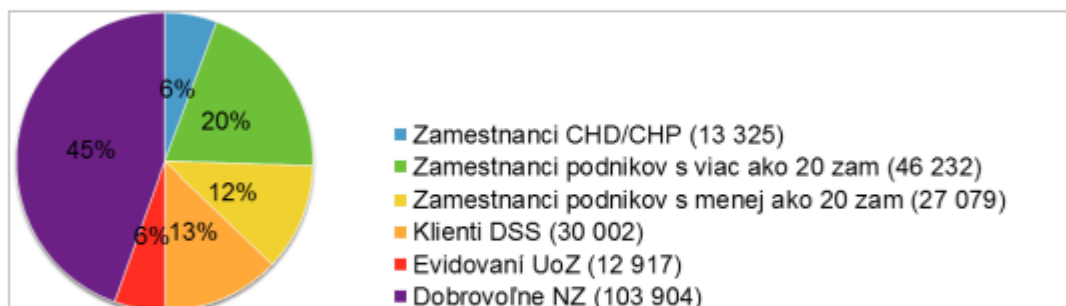 6%
20%
45%
12%
13%
6%
Zamestnanci CHD/CHP (13 325)
Zamestnanci podnikov s viac ako 20 zam (46 232)
Zamestnanci podnikov s menej ako 20 zam (27 079)
Klienti DSS (30 002)
Evidovaní UoZ (12 917)
Dobrovoľne NZ (103 904)